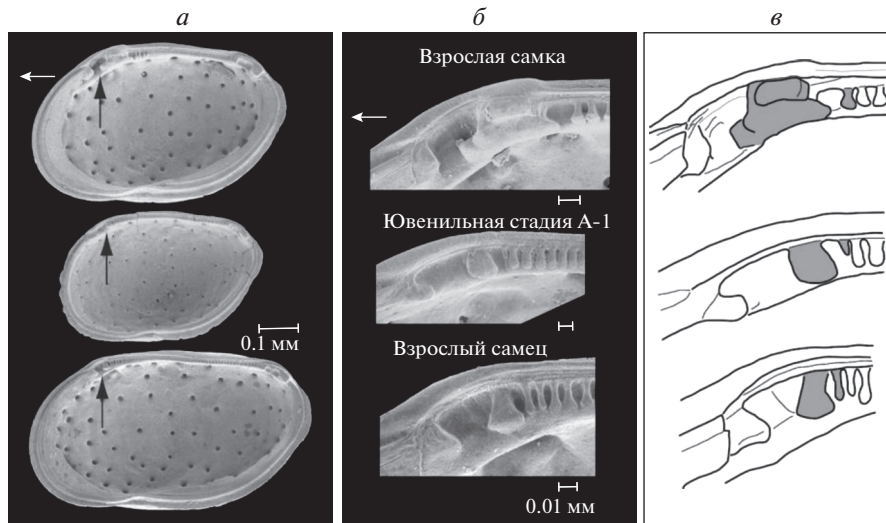 а
б
в
Взрослая самка
Ювенильная стадия А-1
0.1 мм
Взрослый самец
0.01 мм